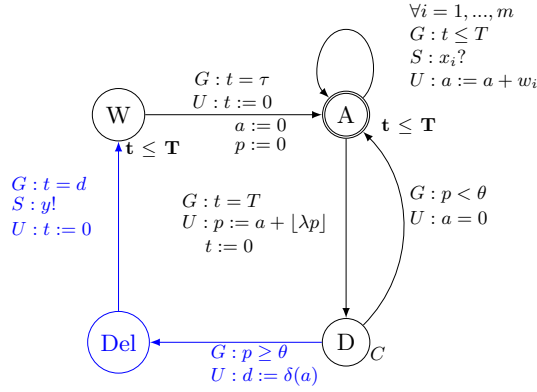 ∀i = 1, ..., m
G : t ≤ T
S : x_i?
U : a := a + w_i
G : t = τ
U : t := 0
a := 0
p := 0
W
A
t ≤ T
t ≤ T
G : t = d
S : y!
U : t := 0
G : t = T
U : p := a + ⌊λp⌋
t := 0
G : p < θ
U : a = 0
Del
D
C
G : p ≥ θ
U : d := δ(a)